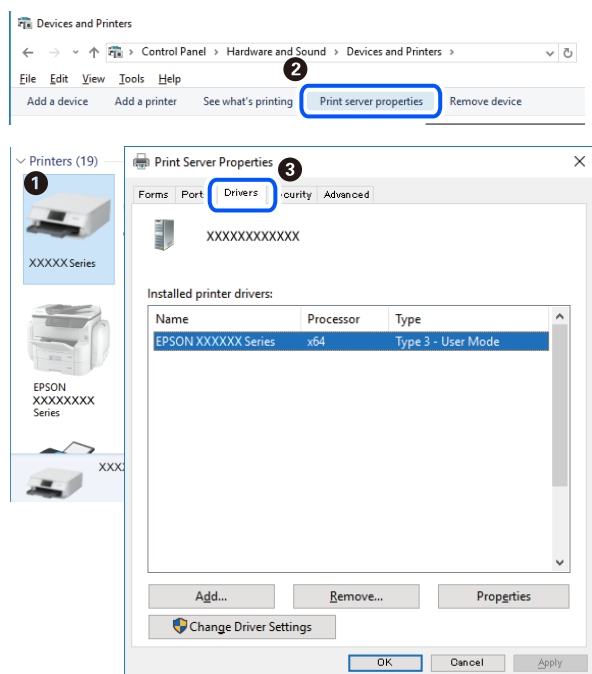 Devices and Printers
Control Panel > Hardware and Sound > Devices and Printers >
2
File Edit View Tools Help
Add a device Add a printer See what's printing Print server properties Remove device
Printers (19)
1
XXXXX Series
EPSON
XXXXXXXX
Series
XXX
Print Server Properties
3
Forms Port Drivers curity Advanced
XXXXXXXXXXXX
Installed printer drivers:
Name Processor Type
EPSON XXXXXX Series x64 Type 3 - User Mode
Add... Remove... Properties
Change Driver Settings
OK Cancel Apply